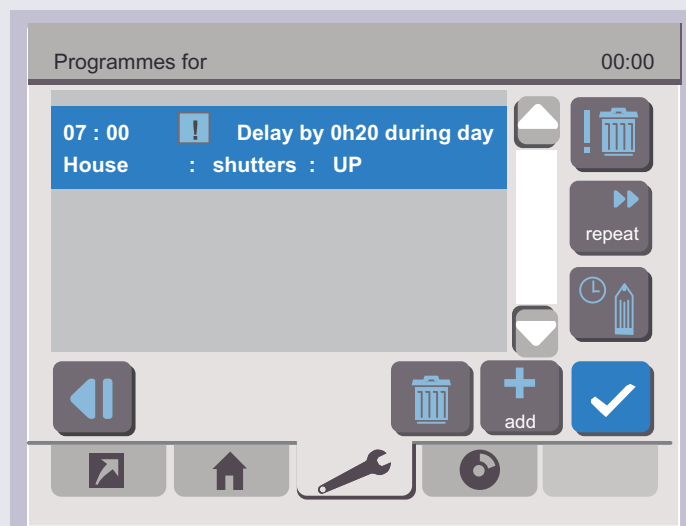 Programmes for 00:00
07 : 00 ! Delay by 0h20 during day
House : shutters : UP
!
repeat
add